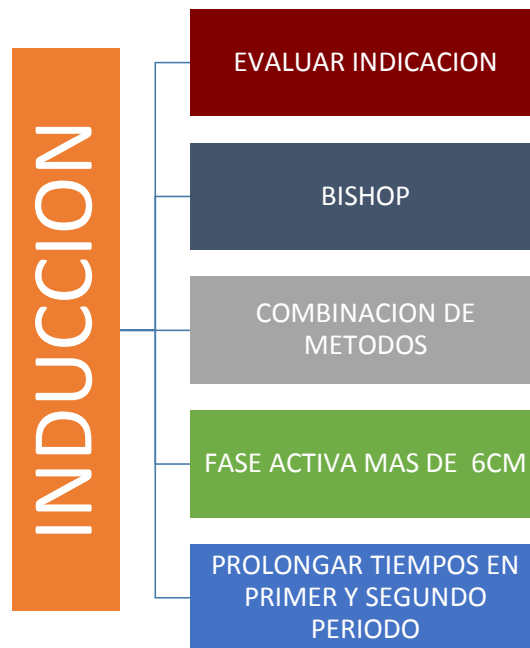 INDUCCION
EVALUAR INDICACION
BISHOP
COMBINACION DE
METODOS
FASE ACTIVA MAS DE 6CM
PROLONGAR TIEMPOS EN
PRIMER Y SEGUNDO
PERIODO